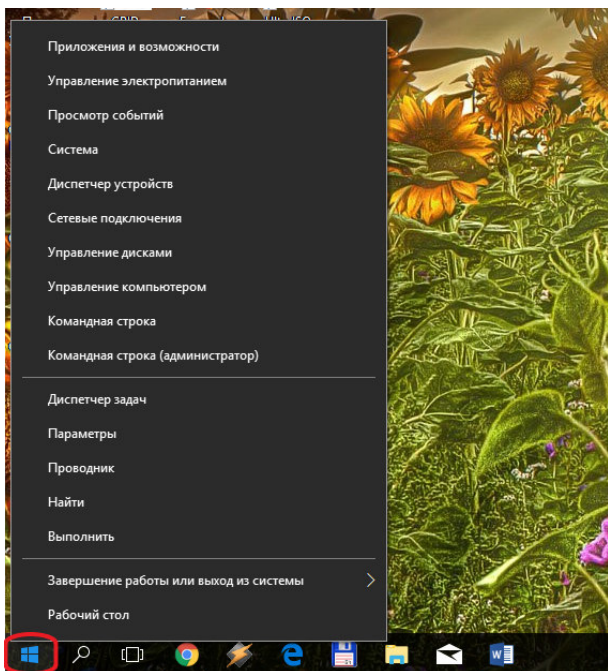 Приложения и возможности
Управление электропитанием
Просмотр событий
Система
Диспетчер устройств
Сетевые подключения
Управление дисками
Управление компьютером
Командная строка
Командная строка (администратор)
Диспетчер задач
Параметры
Проводник
Найти
Выполнить
Завершение работы или выход из системы
Рабочий стол